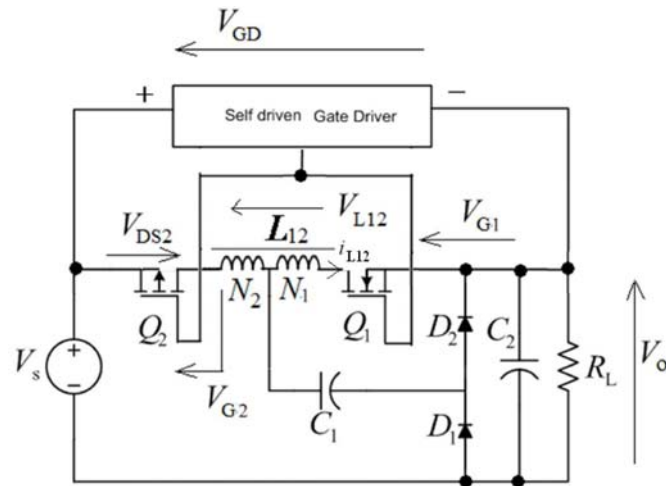 V_GD
+
−
Self driven Gate Driver
V_DS2
V_L12
V_G1
L_12
i_L12
N_2
N_1
Q_2
Q_1
D_2
C_2
V_s
+
−
V_G2
C_1
D_1
R_L
V_o